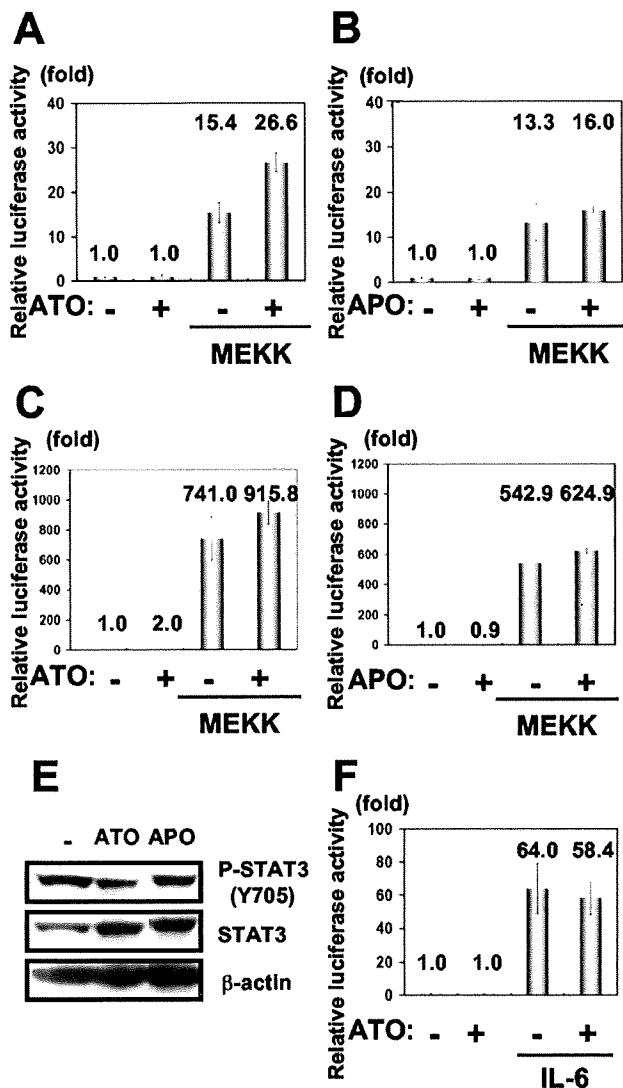 A
B
(fold)
(fold)
Relative luciferase activity
40
30
20
10
0
1.0 1.0 15.4 26.6
ATO: - + - +
MEKK
Relative luciferase activity
40
30
20
10
0
1.0 1.0 13.3 16.0
APO: - + - +
MEKK
C
D
(fold)
(fold)
Relative luciferase activity
1200
1000
800
600
400
200
0
1.0 2.0 741.0 915.8
ATO: - + - +
MEKK
Relative luciferase activity
1200
1000
800
600
400
200
0
1.0 0.9 542.9 624.9
APO: - + - +
MEKK
E
- ATO APO
P-STAT3
(Y705)
STAT3
β-actin
F
(fold)
Relative luciferase activity
100
80
60
40
20
0
1.0 1.0 64.0 58.4
ATO: - + - +
IL-6